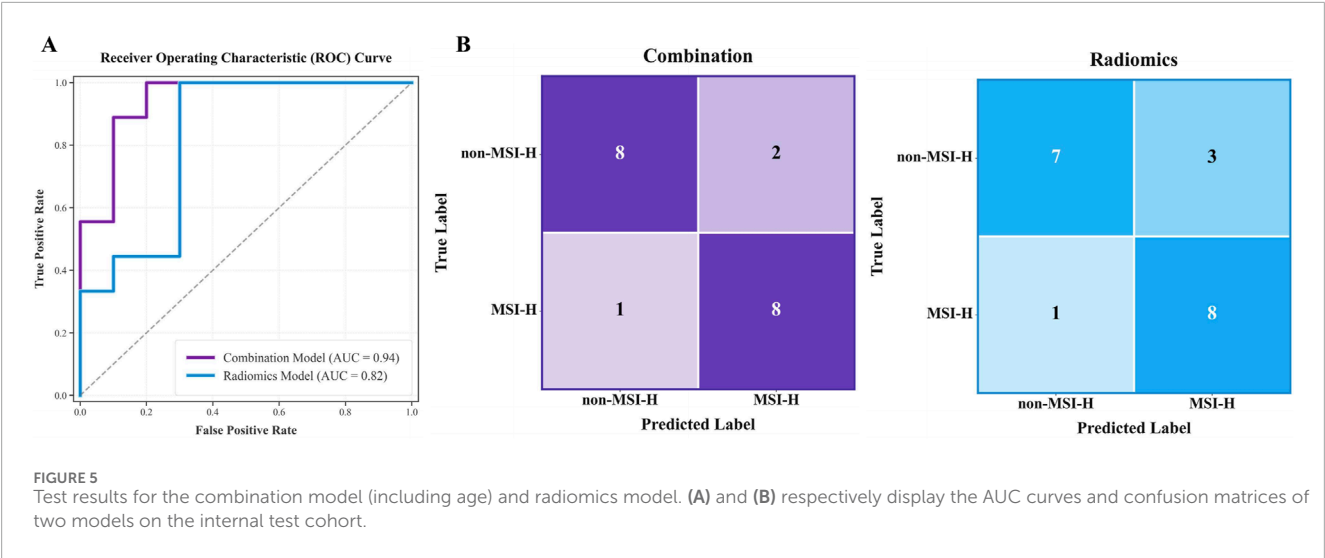 A
Receiver Operating Characteristic (ROC) Curve
True Positive Rate
1.0
0.8
0.6
0.4
0.2
0.0
Combination Model (AUC = 0.94)
Radiomics Model (AUC = 0.82)
0.0 0.2 0.4 0.6 0.8 1.0
False Positive Rate
B
Combination
True Label
non-MSI-H
8 2
MSI-H
1 8
non-MSI-H MSI-H
Predicted Label
Radiomics
True Label
non-MSI-H
7 3
MSI-H
1 8
non-MSI-H MSI-H
Predicted Label
FIGURE 5
Test results for the combination model (including age) and radiomics model. (A) and (B) respectively display the AUC curves and confusion matrices of
two models on the internal test cohort.